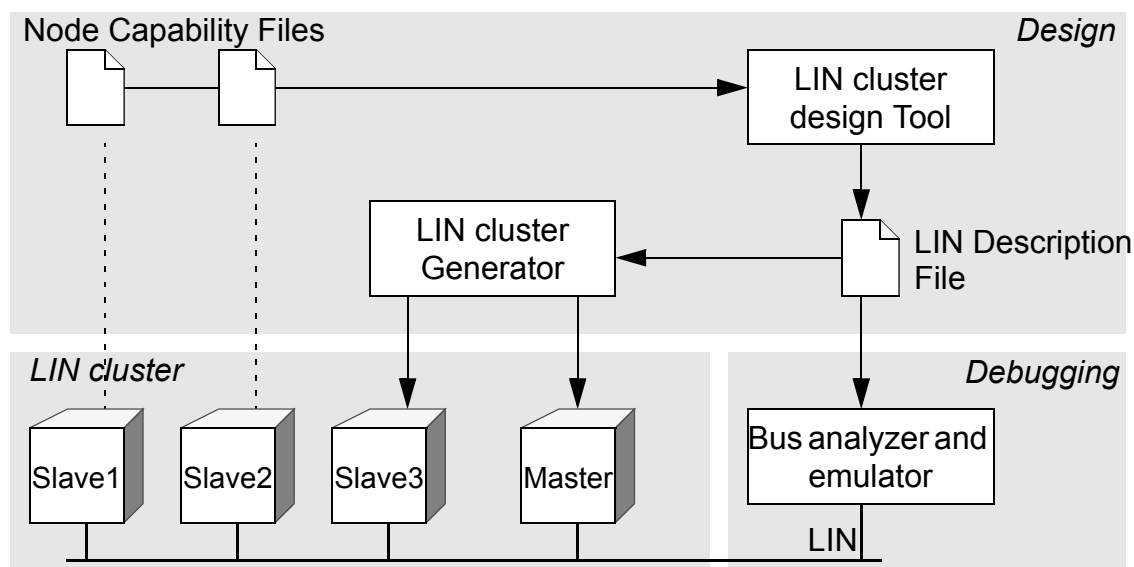 Node Capability Files
Design
LIN cluster
design Tool
LIN cluster
Generator
LIN Description
File
LIN cluster
Debugging
Slave1
Slave2
Slave3
Master
Bus analyzer and
emulator
LIN